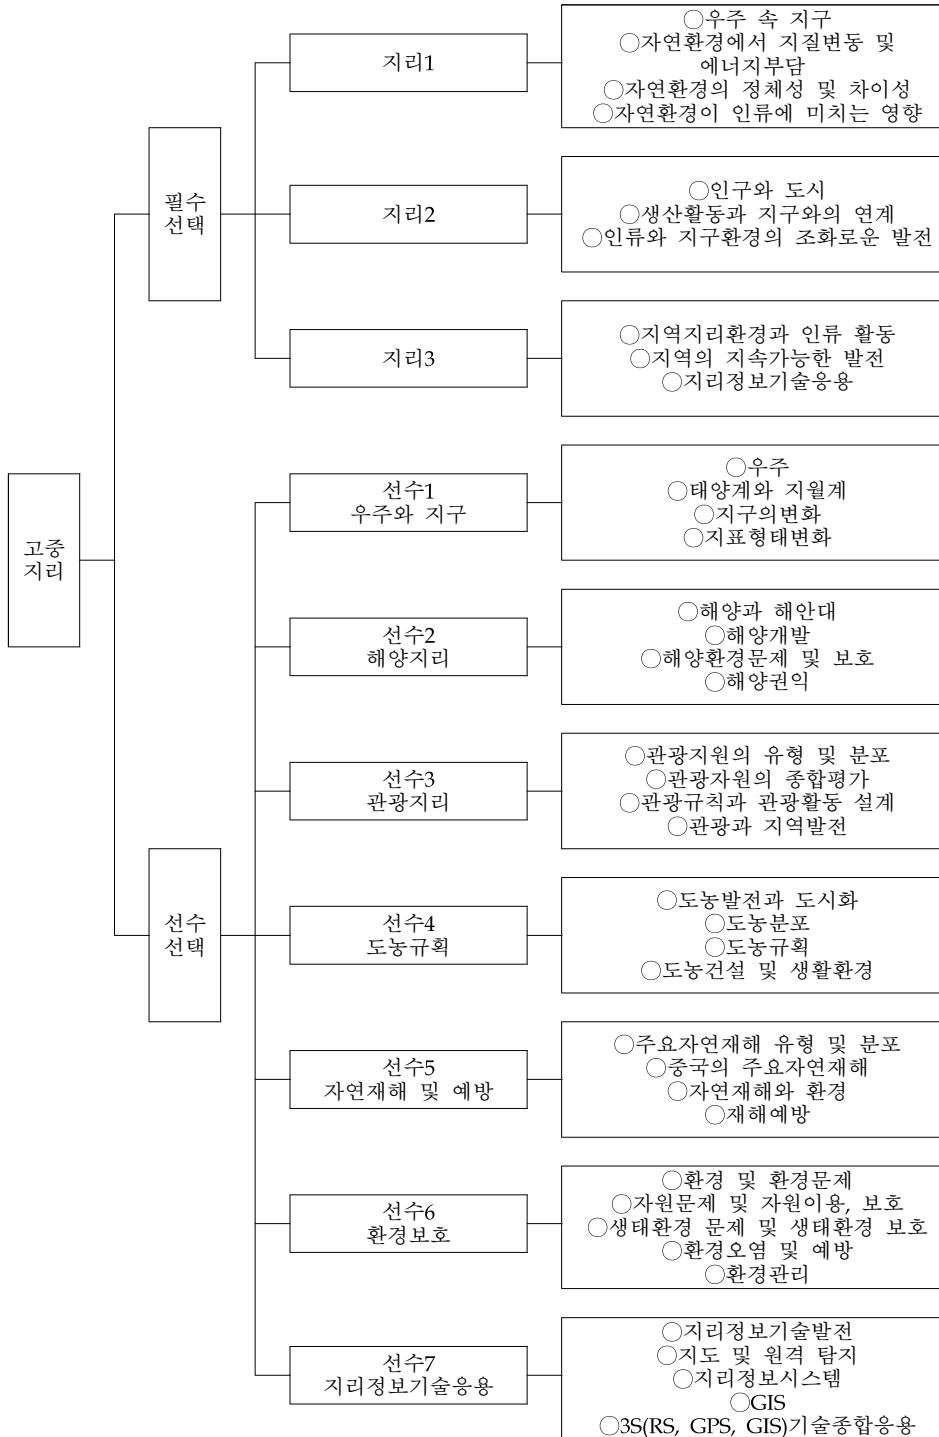 고중
지리
필수
선택
지리1
○우주 속 지구
○자연환경에서 지질변동 및
에너지부담
○자연환경의 정체성 및 차이성
○자연환경이 인류에 미치는 영향
지리2
○인구와 도시
○생산활동과 지구와의 연계
○인류와 지구환경의 조화로운 발전
지리3
○지역지리환경과 인류 활동
○지역의 지속가능한 발전
○지리정보기술응용
선수
선택
선수1
우주와 지구
○우주
○태양계와 지월계
○지구의변화
○지표형태변화
선수2
해양지리
○해양과 해안대
○해양개발
○해양환경문제 및 보호
○해양권익
선수3
관광지리
○관광지원의 유형 및 분포
○관광자원의 종합평가
○관광규칙과 관광활동 설계
○관광과 지역발전
선수4
도농규획
○도농발전과 도시화
○도농분포
○도농규획
○도농건설 및 생활환경
선수5
자연재해 및 예방
○주요자연재해 유형 및 분포
○중국의 주요자연재해
○자연재해와 환경
○재해예방
선수6
환경보호
○환경 및 환경문제
○자원문제 및 자원이용, 보호
○생태환경 문제 및 생태환경 보호
○환경오염 및 예방
○환경관리
선수7
지리정보기술응용
○지리정보기술발전
○지도 및 원격 탐지
○지리정보시스템
○GIS
○3S(RS, GPS, GIS)기술종합응용